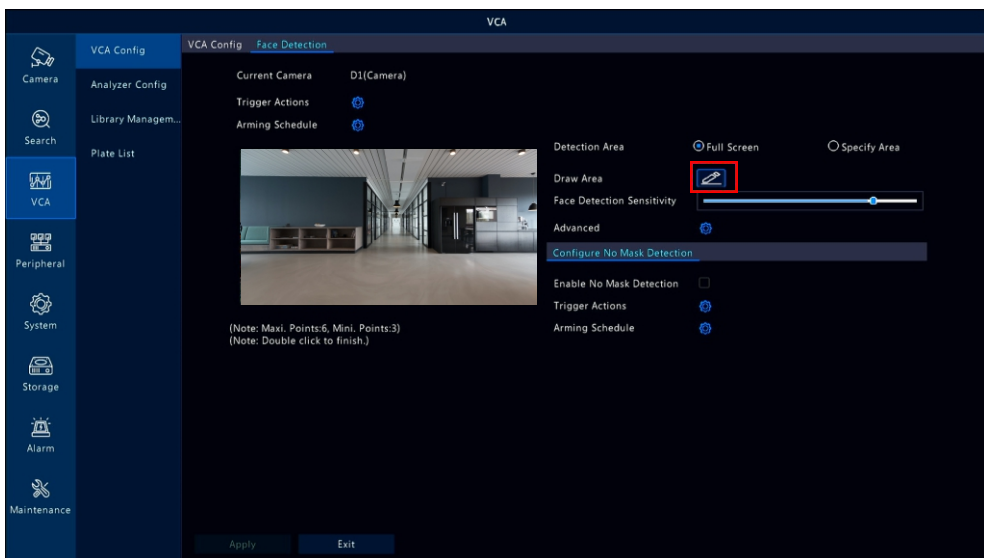 VCA
Camera
Search
VCA
Peripheral
System
Storage
Alarm
Maintenance
VCA Config
Analyzer Config
Library Managem...
Plate List
VCA Config Face Detection
Current Camera D1(Camera)
Trigger Actions
Arming Schedule
(Note: Maxi. Points:6, Mini. Points:3)
(Note: Double click to finish.)
Detection Area Full Screen Specify Area
Draw Area
Face Detection Sensitivity
Advanced
Configure No Mask Detection
Enable No Mask Detection
Trigger Actions
Arming Schedule
Apply Exit